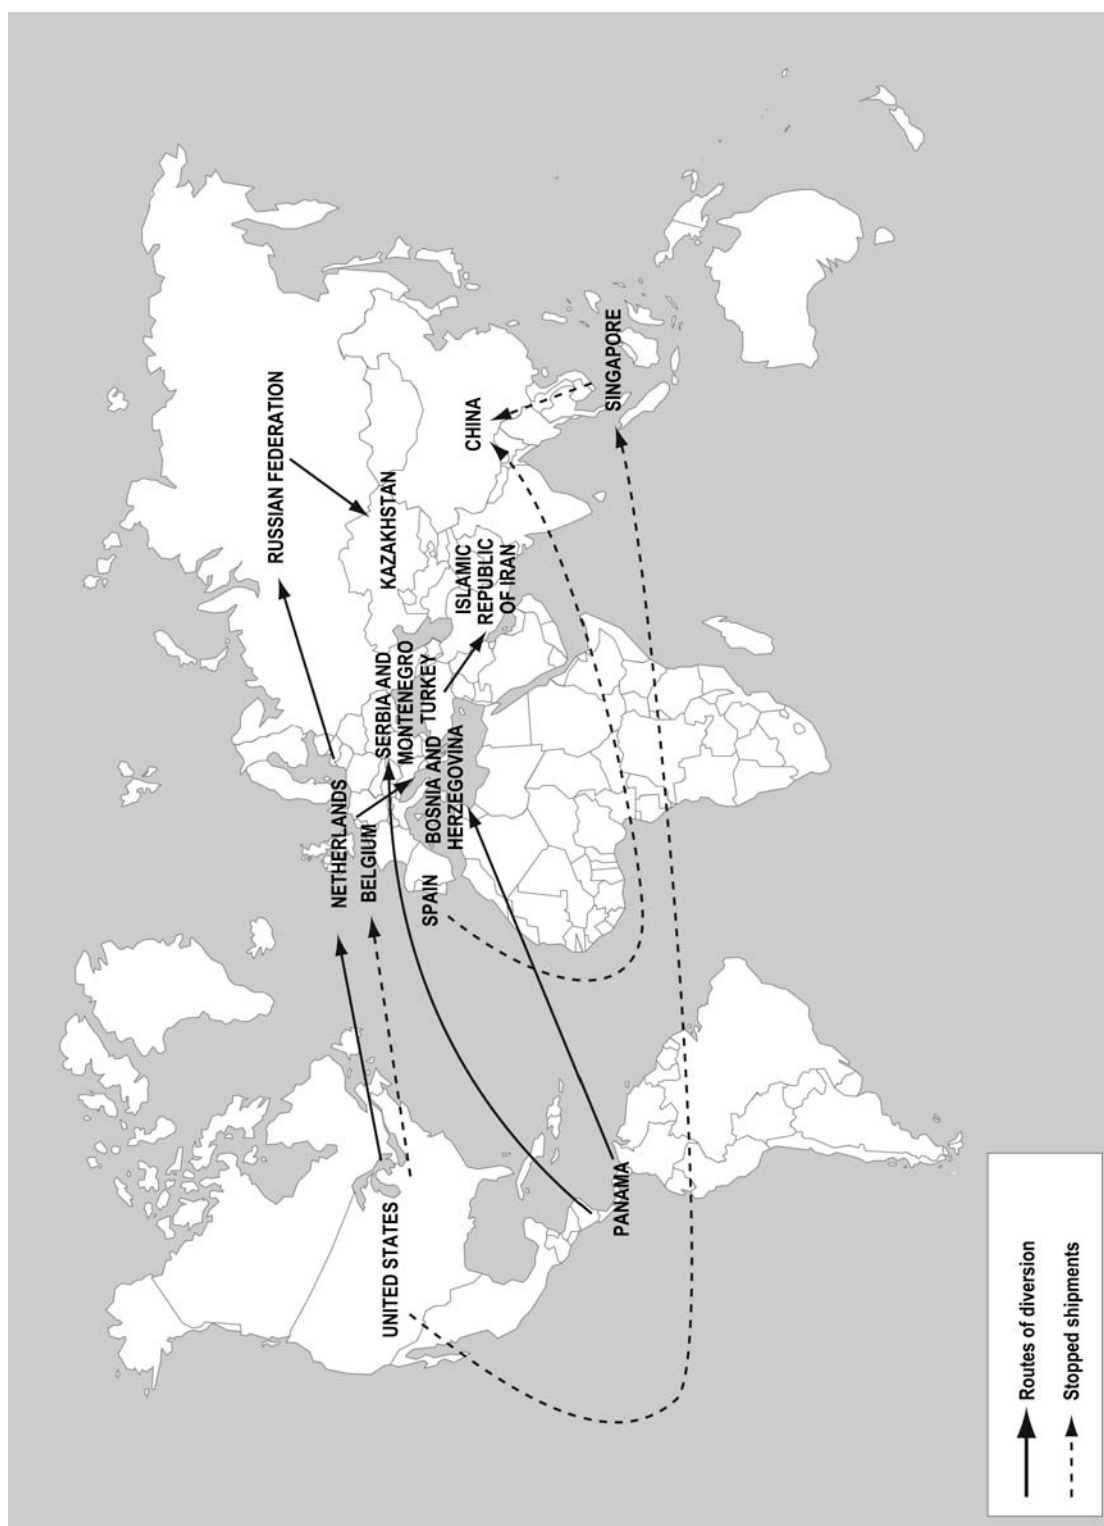 RUSSIAN FEDERATION
NETHERLANDS
BELGIUM
KAZAKHSTAN
UNITED STATES
SERBIA AND
MONTENEGRO
SPAIN
BOSNIA AND
HERZEGOVINA
TURKEY
ISLAMIC
REPUBLIC
OF IRAN
CHINA
SINGAPORE
PANAMA
Routes of diversion
Stopped shipments